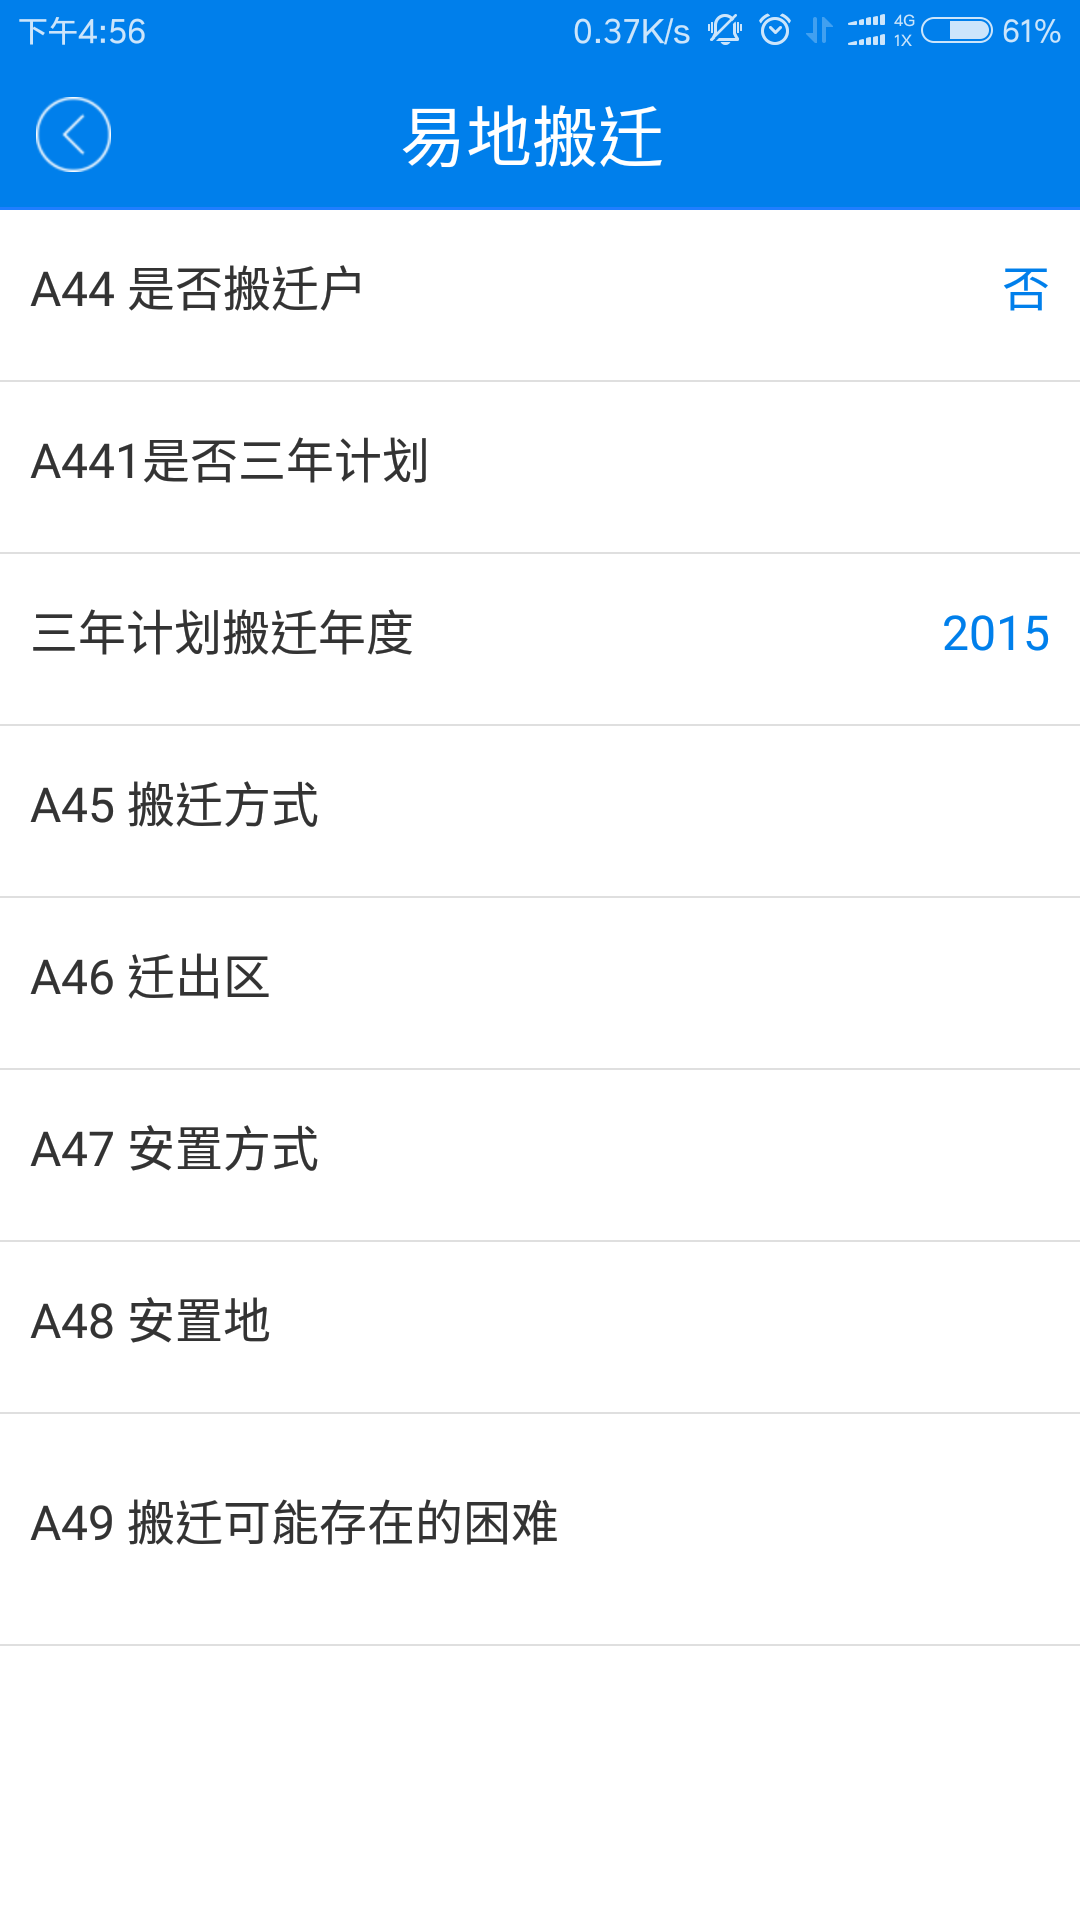 下午4:56 0.37K/s 4G 1X 61%
易地搬迁
A44 是否搬迁户 否
A441是否三年计划
三年计划搬迁年度 2015
A45 搬迁方式
A46 迁出区
A47 安置方式
A48 安置地
A49 搬迁可能存在的困难